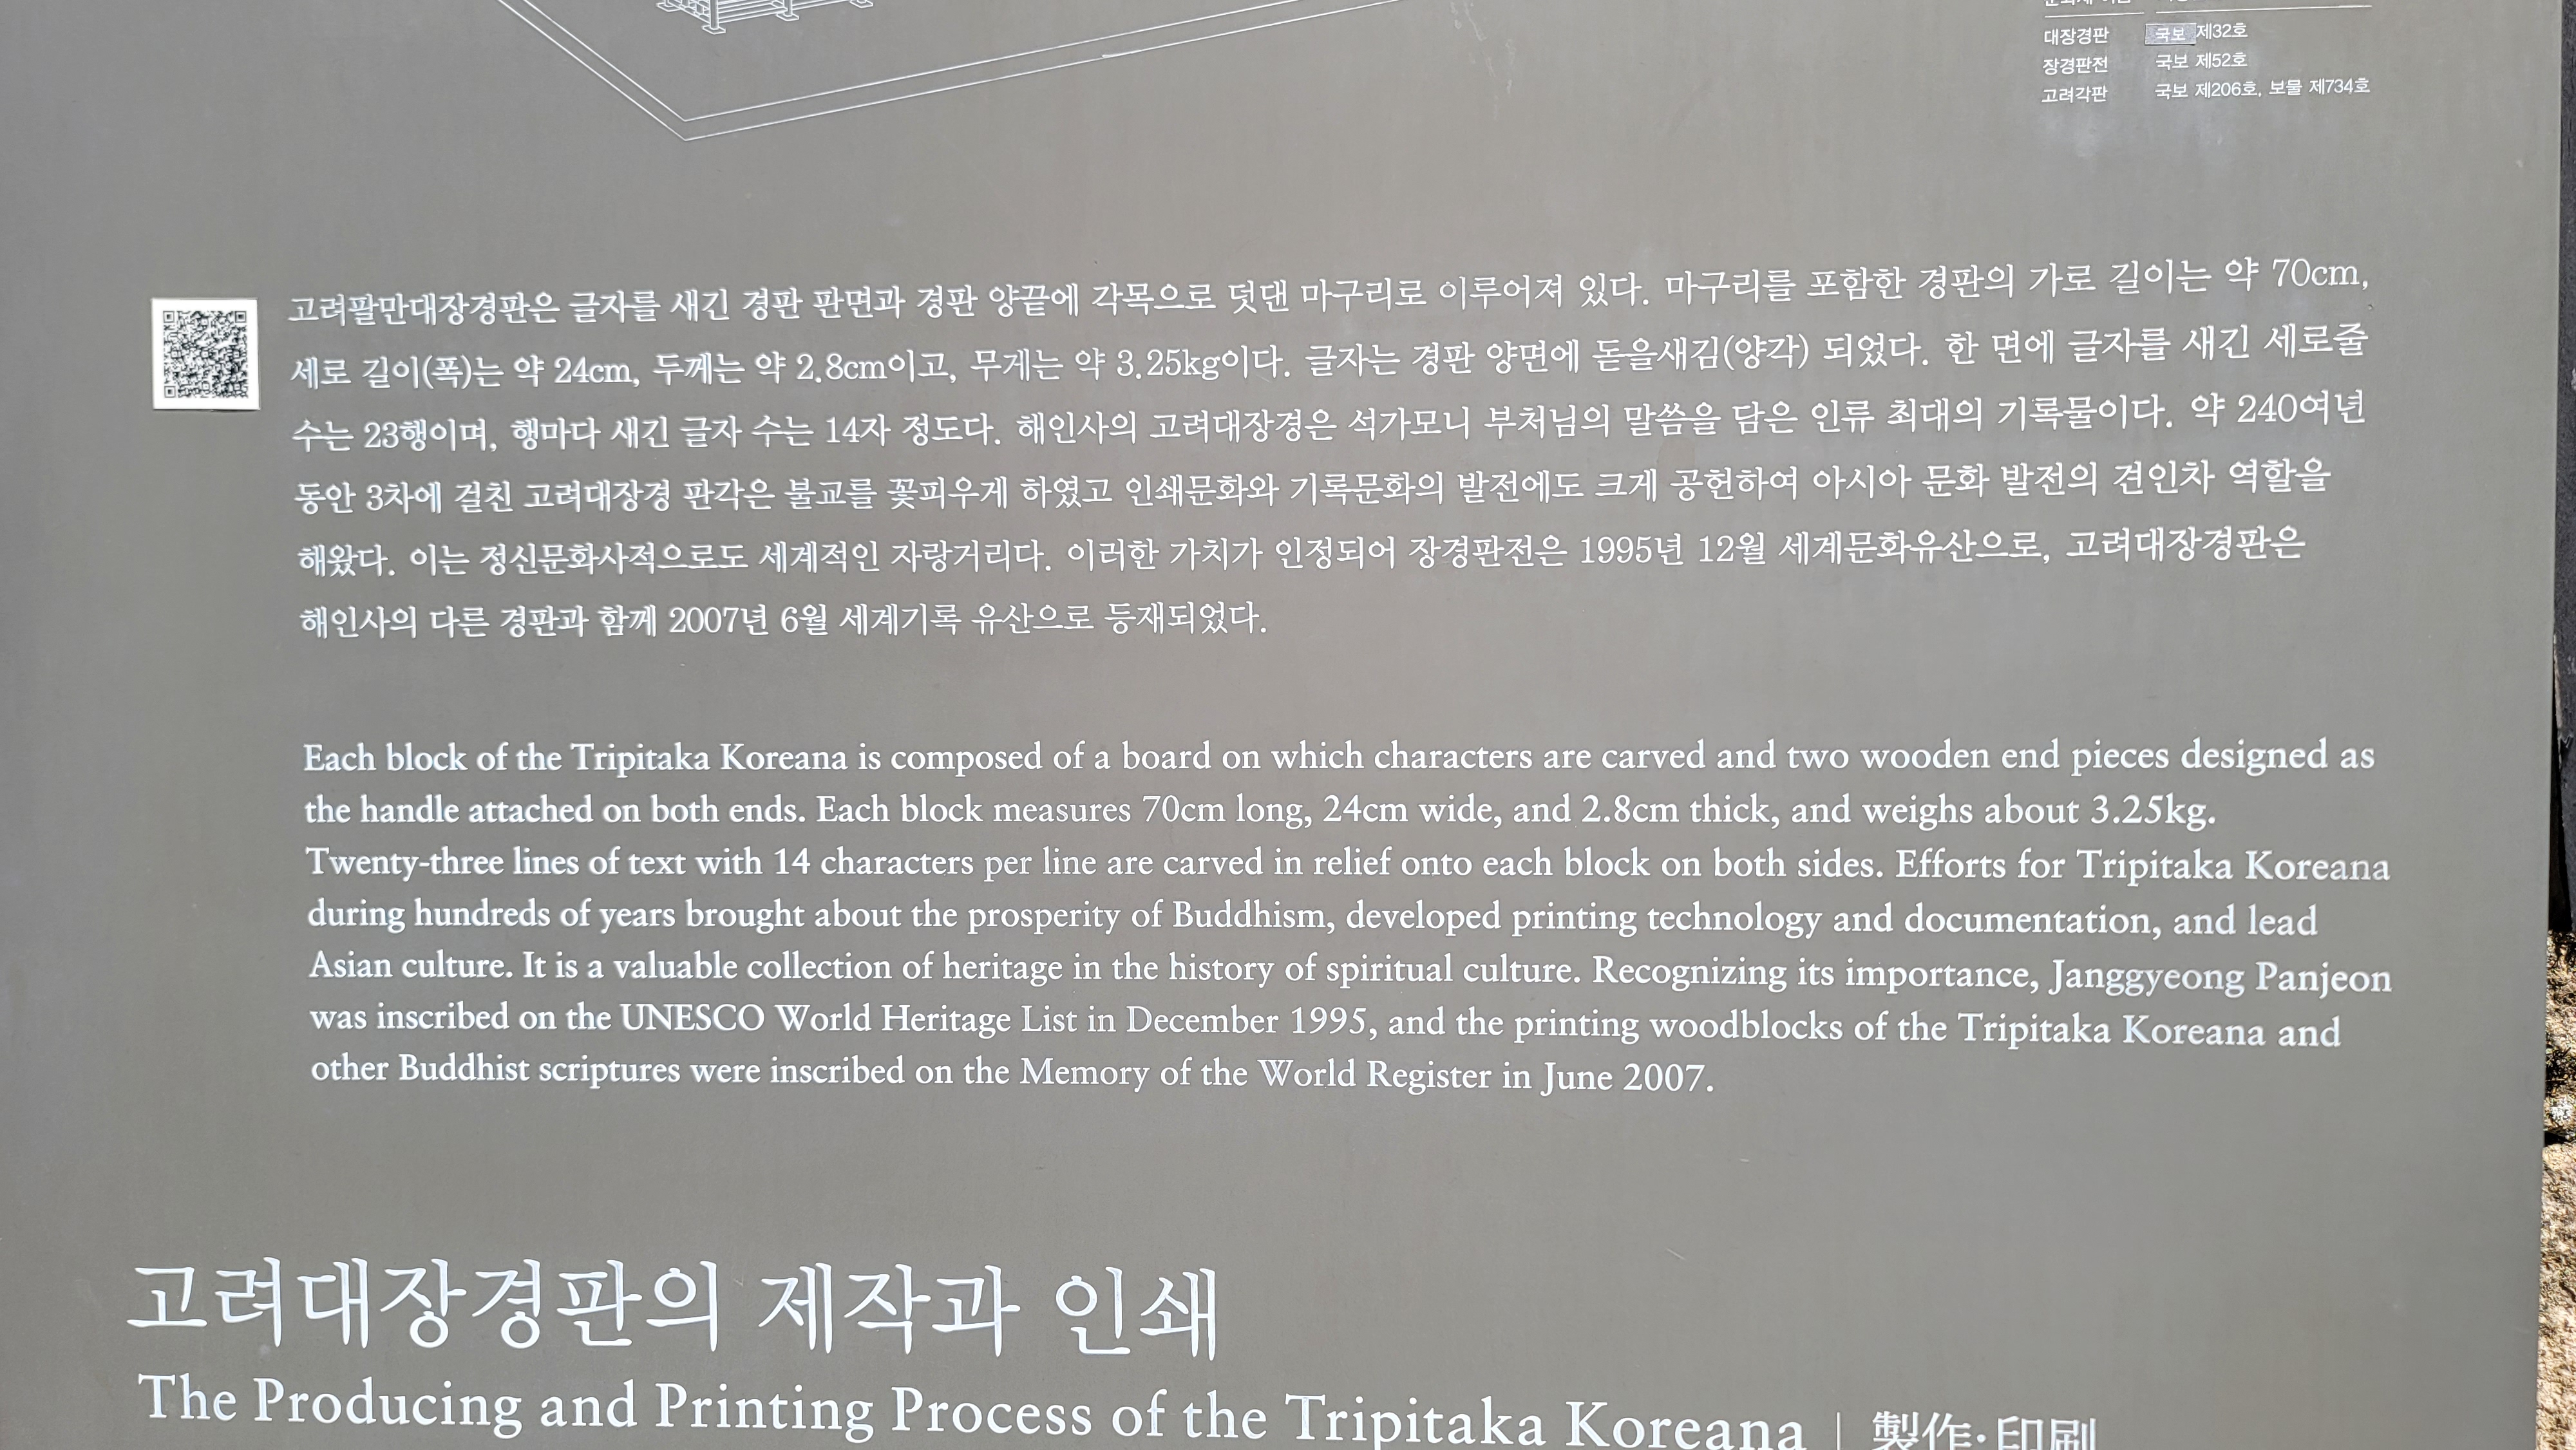 대장경판 국보 제32호
장경판전 국보 제52호
고려각판 국보 제206호, 보물 제734호
고려팔만대장경판은 글자를 새긴 경판 판면과 경판 양끝에 각목으로 덧댄 마구리로 이루어져 있다. 마구리를 포함한 경판의 가로 길이는 약 70cm,
세로 길이(폭)는 약 24cm, 두께는 약 2.8cm이고, 무게는 약 3.25kg이다. 글자는 경판 양면에 돋을새김(양각) 되었다. 한 면에 글자를 새긴 세로줄
수는 23행이며, 행마다 새긴 글자 수는 14자 정도다. 해인사의 고려대장경은 석가모니 부처님의 말씀을 담은 인류 최대의 기록물이다. 약 240여년
동안 3차에 걸친 고려대장경 판각은 불교를 꽃피우게 하였고 인쇄문화와 기록문화의 발전에도 크게 공헌하여 아시아 문화 발전의 견인차 역할을
해왔다. 이는 정신문화사적으로도 세계적인 자랑거리다. 이러한 가치가 인정되어 장경판전은 1995년 12월 세계문화유산으로, 고려대장경판은
해인사의 다른 경판과 함께 2007년 6월 세계기록 유산으로 등재되었다.
Each block of the Tripitaka Koreana is composed of a board on which characters are carved and two wooden end pieces designed as
the handle attached on both ends. Each block measures 70cm long, 24cm wide, and 2.8cm thick, and weighs about 3.25kg.
Twenty-three lines of text with 14 characters per line are carved in relief onto each block on both sides. Efforts for Tripitaka Koreana
during hundreds of years brought about the prosperity of Buddhism, developed printing technology and documentation, and lead
Asian culture. It is a valuable collection of heritage in the history of spiritual culture. Recognizing its importance, Janggyeong Panjeon
was inscribed on the UNESCO World Heritage List in December 1995, and the printing woodblocks of the Tripitaka Koreana and
other Buddhist scriptures were inscribed on the Memory of the World Register in June 2007.
고려대장경판의 제작과 인쇄
The Producing and Printing Process of the Tripitaka Koreana | 製作·印刷